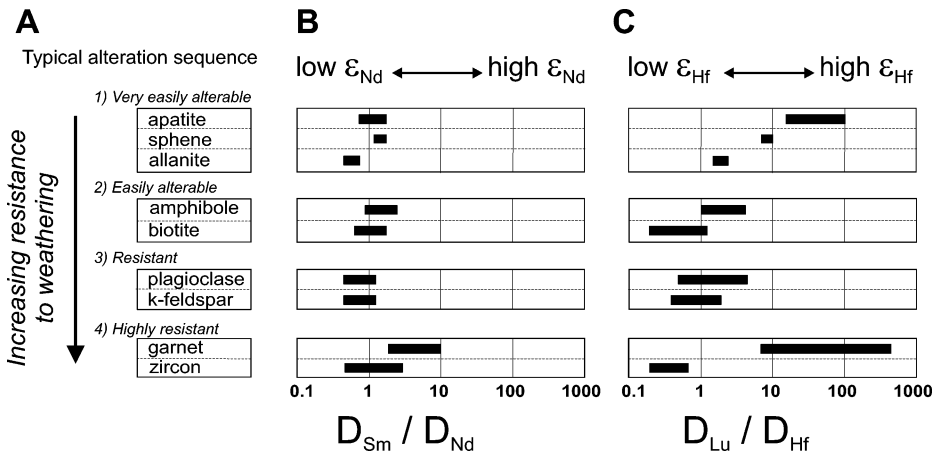 A
Typical alteration sequence
Increasing resistance
to weathering
1) Very easily alterable
apatite
sphene
allanite
2) Easily alterable
amphibole
biotite
3) Resistant
plagioclase
k-feldspar
4) Highly resistant
garnet
zircon
B
low εNd high εNd
0.1 1 10 100 1000
DSm / DNd
C
low εHf high εHf
0.1 1 10 100 1000
DLu / DHf